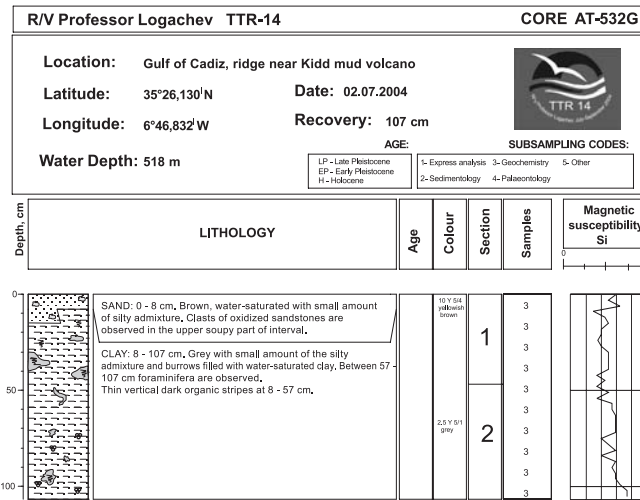 R/V Professor Logachev TTR-14
CORE AT-532G
Location: Gulf of Cadiz, ridge near Kidd mud volcano
Latitude: 35°26,130ˡN
Date: 02.07.2004
Longitude: 6°46,832ˡW
Recovery: 107 cm
Water Depth: 518 m
TTR 14
AGE:
LP - Late Pleistocene
EP - Early Pleistocene
H - Holocene
SUBSAMPLING CODES:
1- Express analysis 3- Geochemistry 5- Other
2- Sedimentology 4- Palaeontology
Depth, cm
LITHOLOGY
Age
Colour
Section
Samples
Magnetic
susceptibility
Si
0
0
50
100
SAND: 0 - 8 cm. Brown, water-saturated with small amount
of silty admixture. Clasts of oxidized sandstones are
observed in the upper soupy part of interval.
CLAY: 8 - 107 cm. Grey with small amount of the silty
admixture and burrows filled with water-saturated clay. Between 57 -
107 cm foraminifera are observed.
Thin vertical dark organic stripes at 8 - 57 cm.
10 Y 5/4
yellowish
brown
2.5 Y 5/1
grey
1
2
3
3
3
3
3
3
3
3
3
3